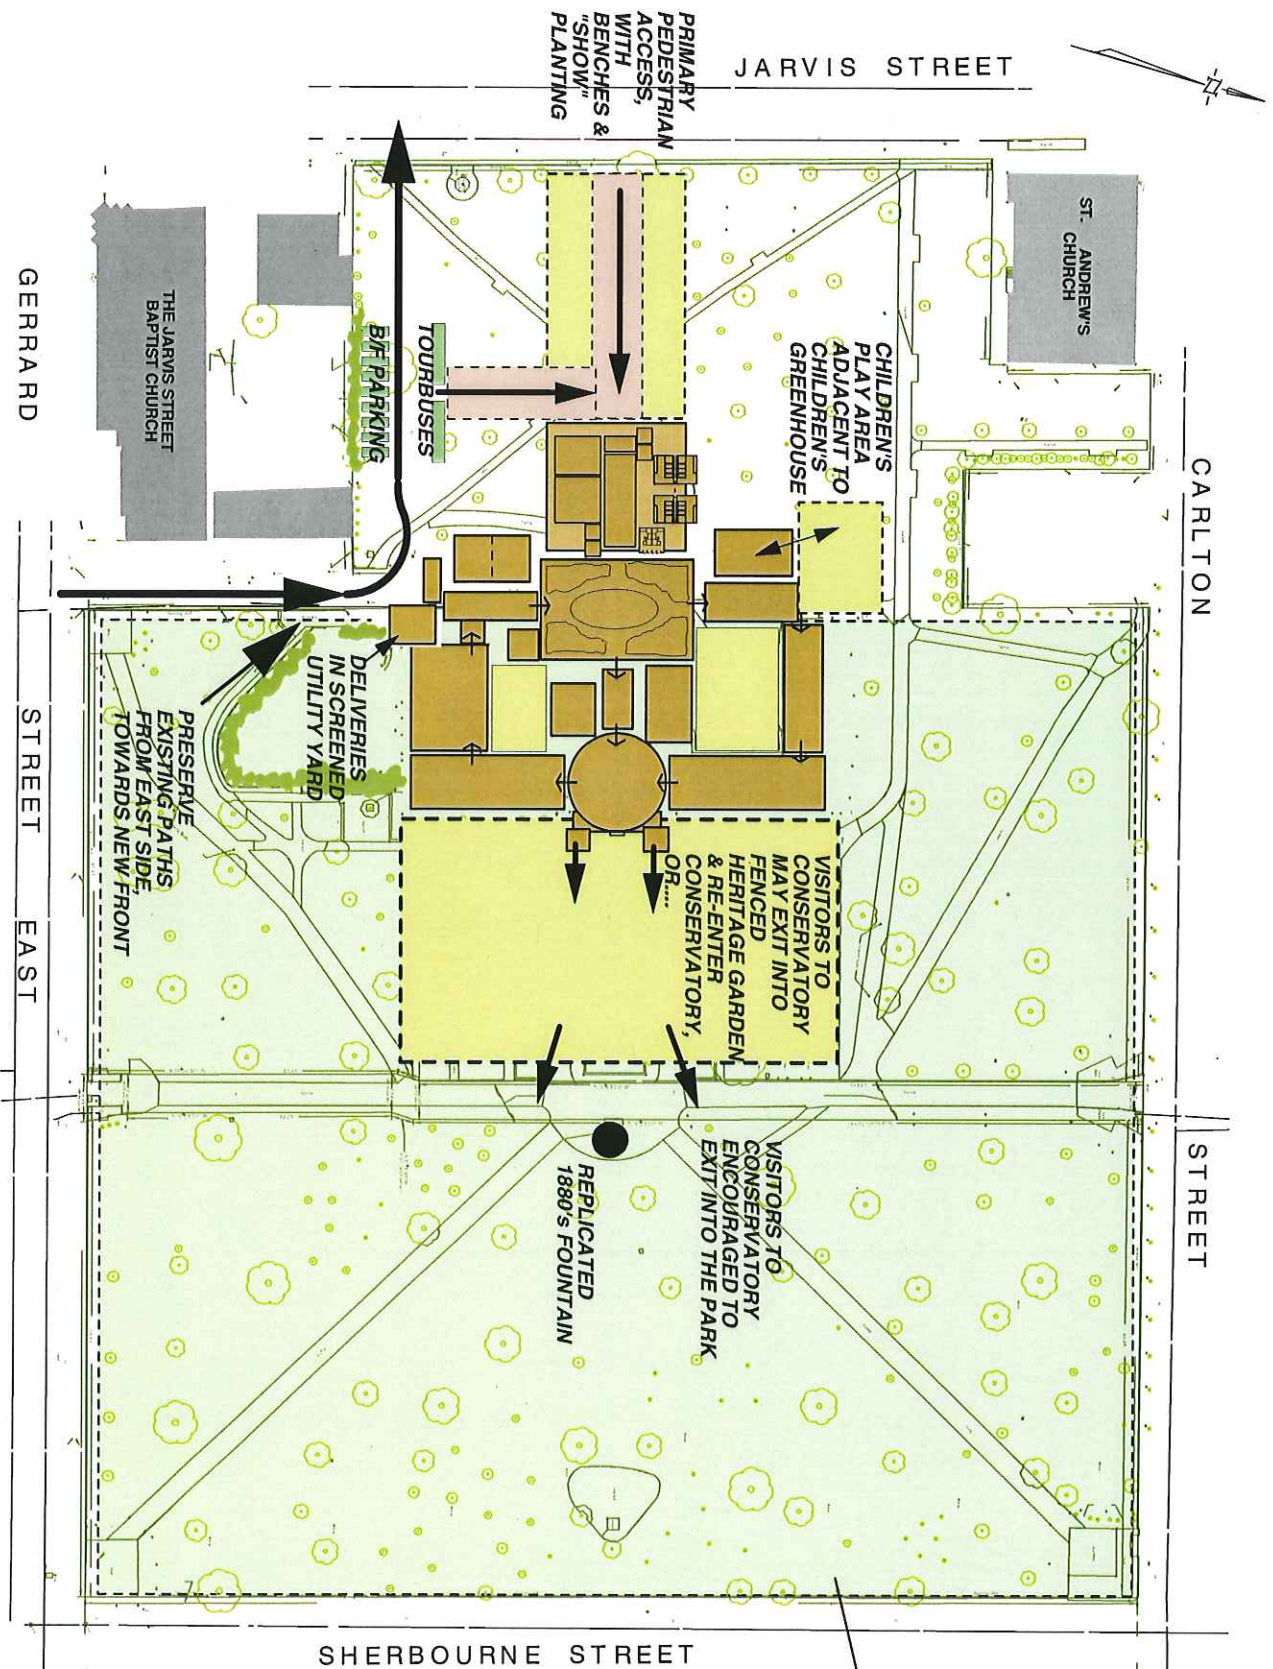 JARVIS STREET
PRIMARY
PEDESTRIAN
ACCESS,
WITH
BENCHES &
"SHOW"
PLANTING
ST. ANDREW'S
CHURCH
THE JARVIS STREET
BAPTIST CHURCH
TOURBUSES
B/F PARKING
CHILDREN'S
PLAY AREA
ADJACENT TO
CHILDREN'S
GREENHOUSE
CARLTON
STREET
GERRARD
STREET EAST
DELIVERIES
IN SCREENED
UTILITY YARD
PRESERVE
EXISTING PATHS
FROM EAST SIDE,
TOWARDS NEW FRONT
VISITORS TO
CONSERVATORY
MAY EXIT INTO
FENCED
HERITAGE GARDEN
& RE-ENTER
CONSERVATORY,
OR....
VISITORS TO
CONSERVATORY
ENCOURAGED TO
EXIT INTO THE PARK
REPLICATED
1880's FOUNTAIN
SHERBOURNE STREET